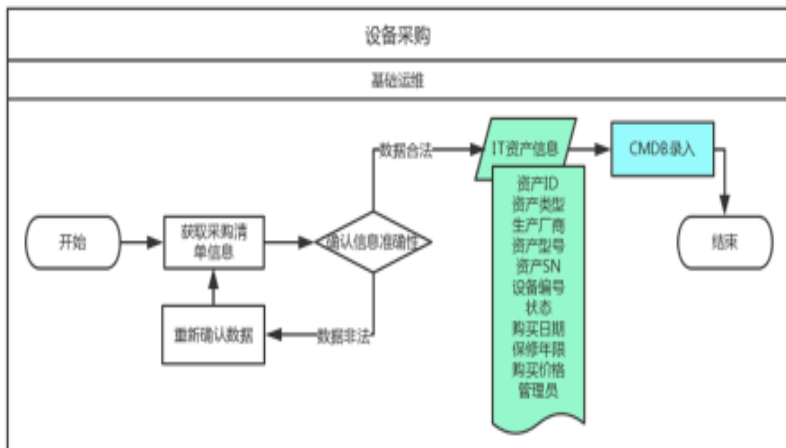 设备采购
基础运维
数据合法
IT资产信息
CMDB录入
资产ID
资产类型
生产厂商
资产型号
资产SN
设备编号
状态
购买日期
保修年限
购买价格
管理员
开始
获取采购清
单信息
确认信息准确性
结束
重新确认数据
数据非法